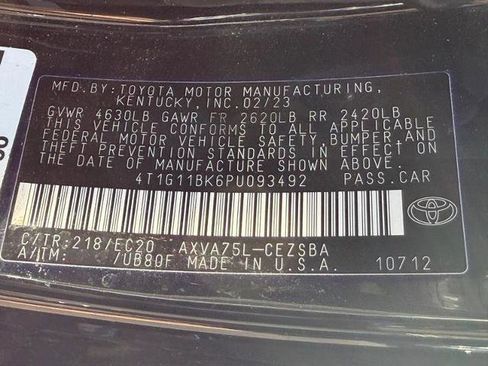 MFD.BY:TOYOTA MOTOR MANUFACTURING,
KENTUCKY,INC.02/23
GVWR 4630LB GAWR FR 2620LB RR 2420LB
THIS VEHICLE CONFORMS TO ALL APPLICABLE
FEDERAL MOTOR VEHICLE SAFETY,BUMPER,AND
THEFT PREVENTION STANDARDS IN EFFECT ON
THE DATE OF MANUFACTURE SHOWN ABOVE.
4T1G11BK6PU093492 PASS.CAR
C/TR:218/EC20 AXVA75L-CEZSBA
A/TM: /UB80F MADE IN U.S.A. 10712